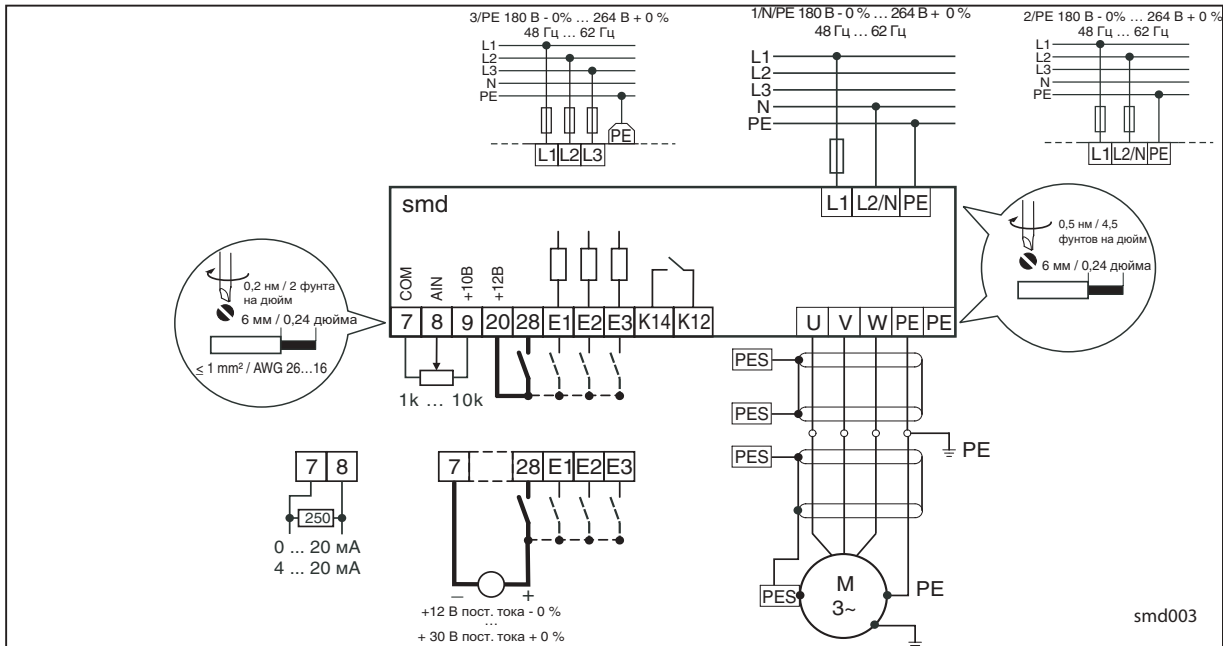 3/PE 180 В - 0% ... 264 В + 0 %
48 Гц ... 62 Гц
L1
L2
L3
N
PE
PE
L1 L2 L3
1/N/PE 180 В - 0 % ... 264 В + 0 %
48 Гц ... 62 Гц
L1
L2
L3
N
PE
2/PE 180 В - 0% ... 264 В + 0 %
48 Гц ... 62 Гц
L1
L2
L3
N
PE
L1 L2/N PE
smd
L1 L2/N PE
0,2 нм / 2 фунта
на дюйм
6 мм / 0,24 дюйма
≤ 1 mm² / AWG 26...16
0,5 нм / 4,5
фунтов на дюйм
6 мм / 0,24 дюйма
COM
AIN
+10В
+12В
7 8 9 20 28 E1 E2 E3 K14 K12
U V W PE PE
1k ... 10k
PES
PES
PE
PES
7 8
250
0 ... 20 мА
4 ... 20 мА
7 28 E1 E2 E3
– +
+12 В пост. тока - 0 %
...
+ 30 В пост. тока + 0 %
PES
M
3~
PE
smd003